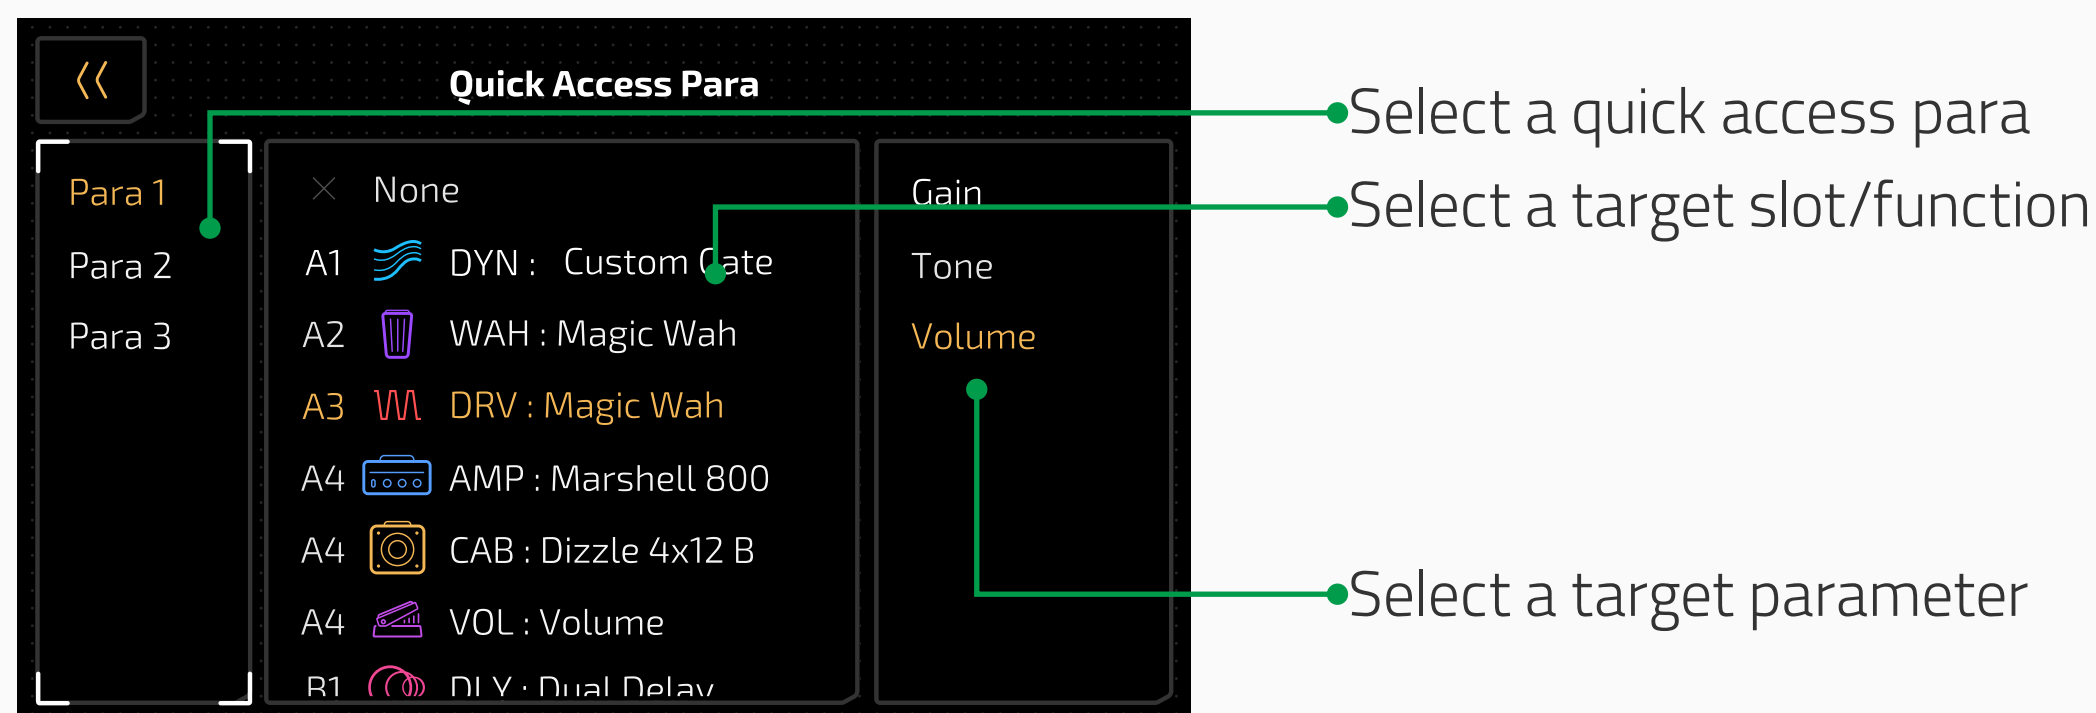 Quick Access Para
Select a quick access para
Para 1
Para 2
Para 3
None
A1 DYN : Custom Gate
A2 WAH : Magic Wah
A3 DRV : Magic Wah
A4 AMP : Marshell 800
A4 CAB : Dizzle 4x12 B
A4 VOL : Volume
B1 DLY : Dual Delay
Gain
Tone
Volume
Select a target slot/function
Select a target parameter